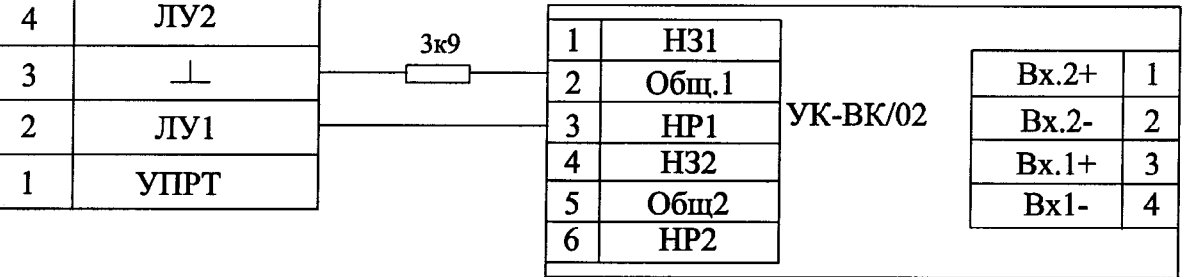 4 ЛУ2
3
2 ЛУ1
1 УПРТ
3к9
1 НЗ1
2 Общ.1
3 НР1
4 НЗ2
5 Общ2
6 НР2
УК-ВК/02
Вх.2+ 1
Вх.2- 2
Вх.1+ 3
Вх1- 4